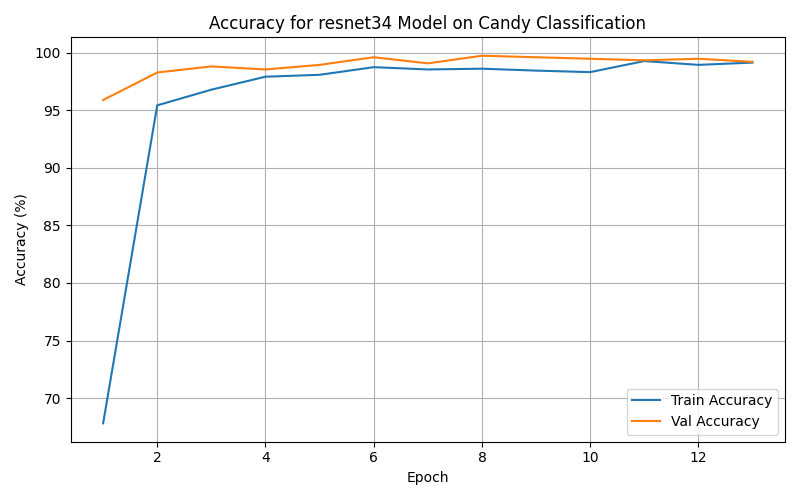 Accuracy for resnet34 Model on Candy Classification
Accuracy (%)
100
95
90
85
80
75
70
2 4 6 8 10 12
Epoch
Train Accuracy
Val Accuracy